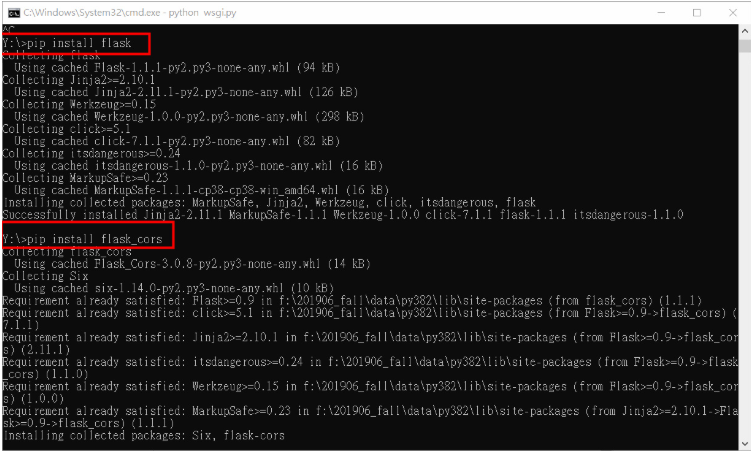 C:\Windows\System32\cmd.exe - python wsgi.py
^C
Y:\>pip install flask
Collecting flask
  Using cached Flask-1.1.1-py2.py3-none-any.whl (94 kB)
Collecting Jinja2>=2.10.1
  Using cached Jinja2-2.11.1-py2.py3-none-any.whl (126 kB)
Collecting Werkzeug>=0.15
  Using cached Werkzeug-1.0.0-py2.py3-none-any.whl (298 kB)
Collecting click>=5.1
  Using cached click-7.1.1-py2.py3-none-any.whl (82 kB)
Collecting itsdangerous>=0.24
  Using cached itsdangerous-1.1.0-py2.py3-none-any.whl (16 kB)
Collecting MarkupSafe>=0.23
  Using cached MarkupSafe-1.1.1-cp38-cp38-win_amd64.whl (16 kB)
Installing collected packages: MarkupSafe, Jinja2, Werkzeug, click, itsdangerous, flask
Successfully installed Jinja2-2.11.1 MarkupSafe-1.1.1 Werkzeug-1.0.0 click-7.1.1 flask-1.1.1 itsdangerous-1.1.0
Y:\>pip install flask_cors
Collecting flask_cors
  Using cached Flask_Cors-3.0.8-py2.py3-none-any.whl (14 kB)
Collecting Six
  Using cached six-1.14.0-py2.py3-none-any.whl (10 kB)
Requirement already satisfied: Flask>=0.9 in f:\201906_fall\data\py382\lib\site-packages (from flask_cors) (1.1.1)
Requirement already satisfied: click>=5.1 in f:\201906_fall\data\py382\lib\site-packages (from Flask>=0.9->flask_cors) (
7.1.1)
Requirement already satisfied: Jinja2>=2.10.1 in f:\201906_fall\data\py382\lib\site-packages (from Flask>=0.9->flask_cor
s) (2.11.1)
Requirement already satisfied: itsdangerous>=0.24 in f:\201906_fall\data\py382\lib\site-packages (from Flask>=0.9->flask
_cors) (1.1.0)
Requirement already satisfied: Werkzeug>=0.15 in f:\201906_fall\data\py382\lib\site-packages (from Flask>=0.9->flask_cor
s) (1.0.0)
Requirement already satisfied: MarkupSafe>=0.23 in f:\201906_fall\data\py382\lib\site-packages (from Jinja2>=2.10.1->Fla
sk>=0.9->flask_cors) (1.1.1)
Installing collected packages: Six, flask-cors